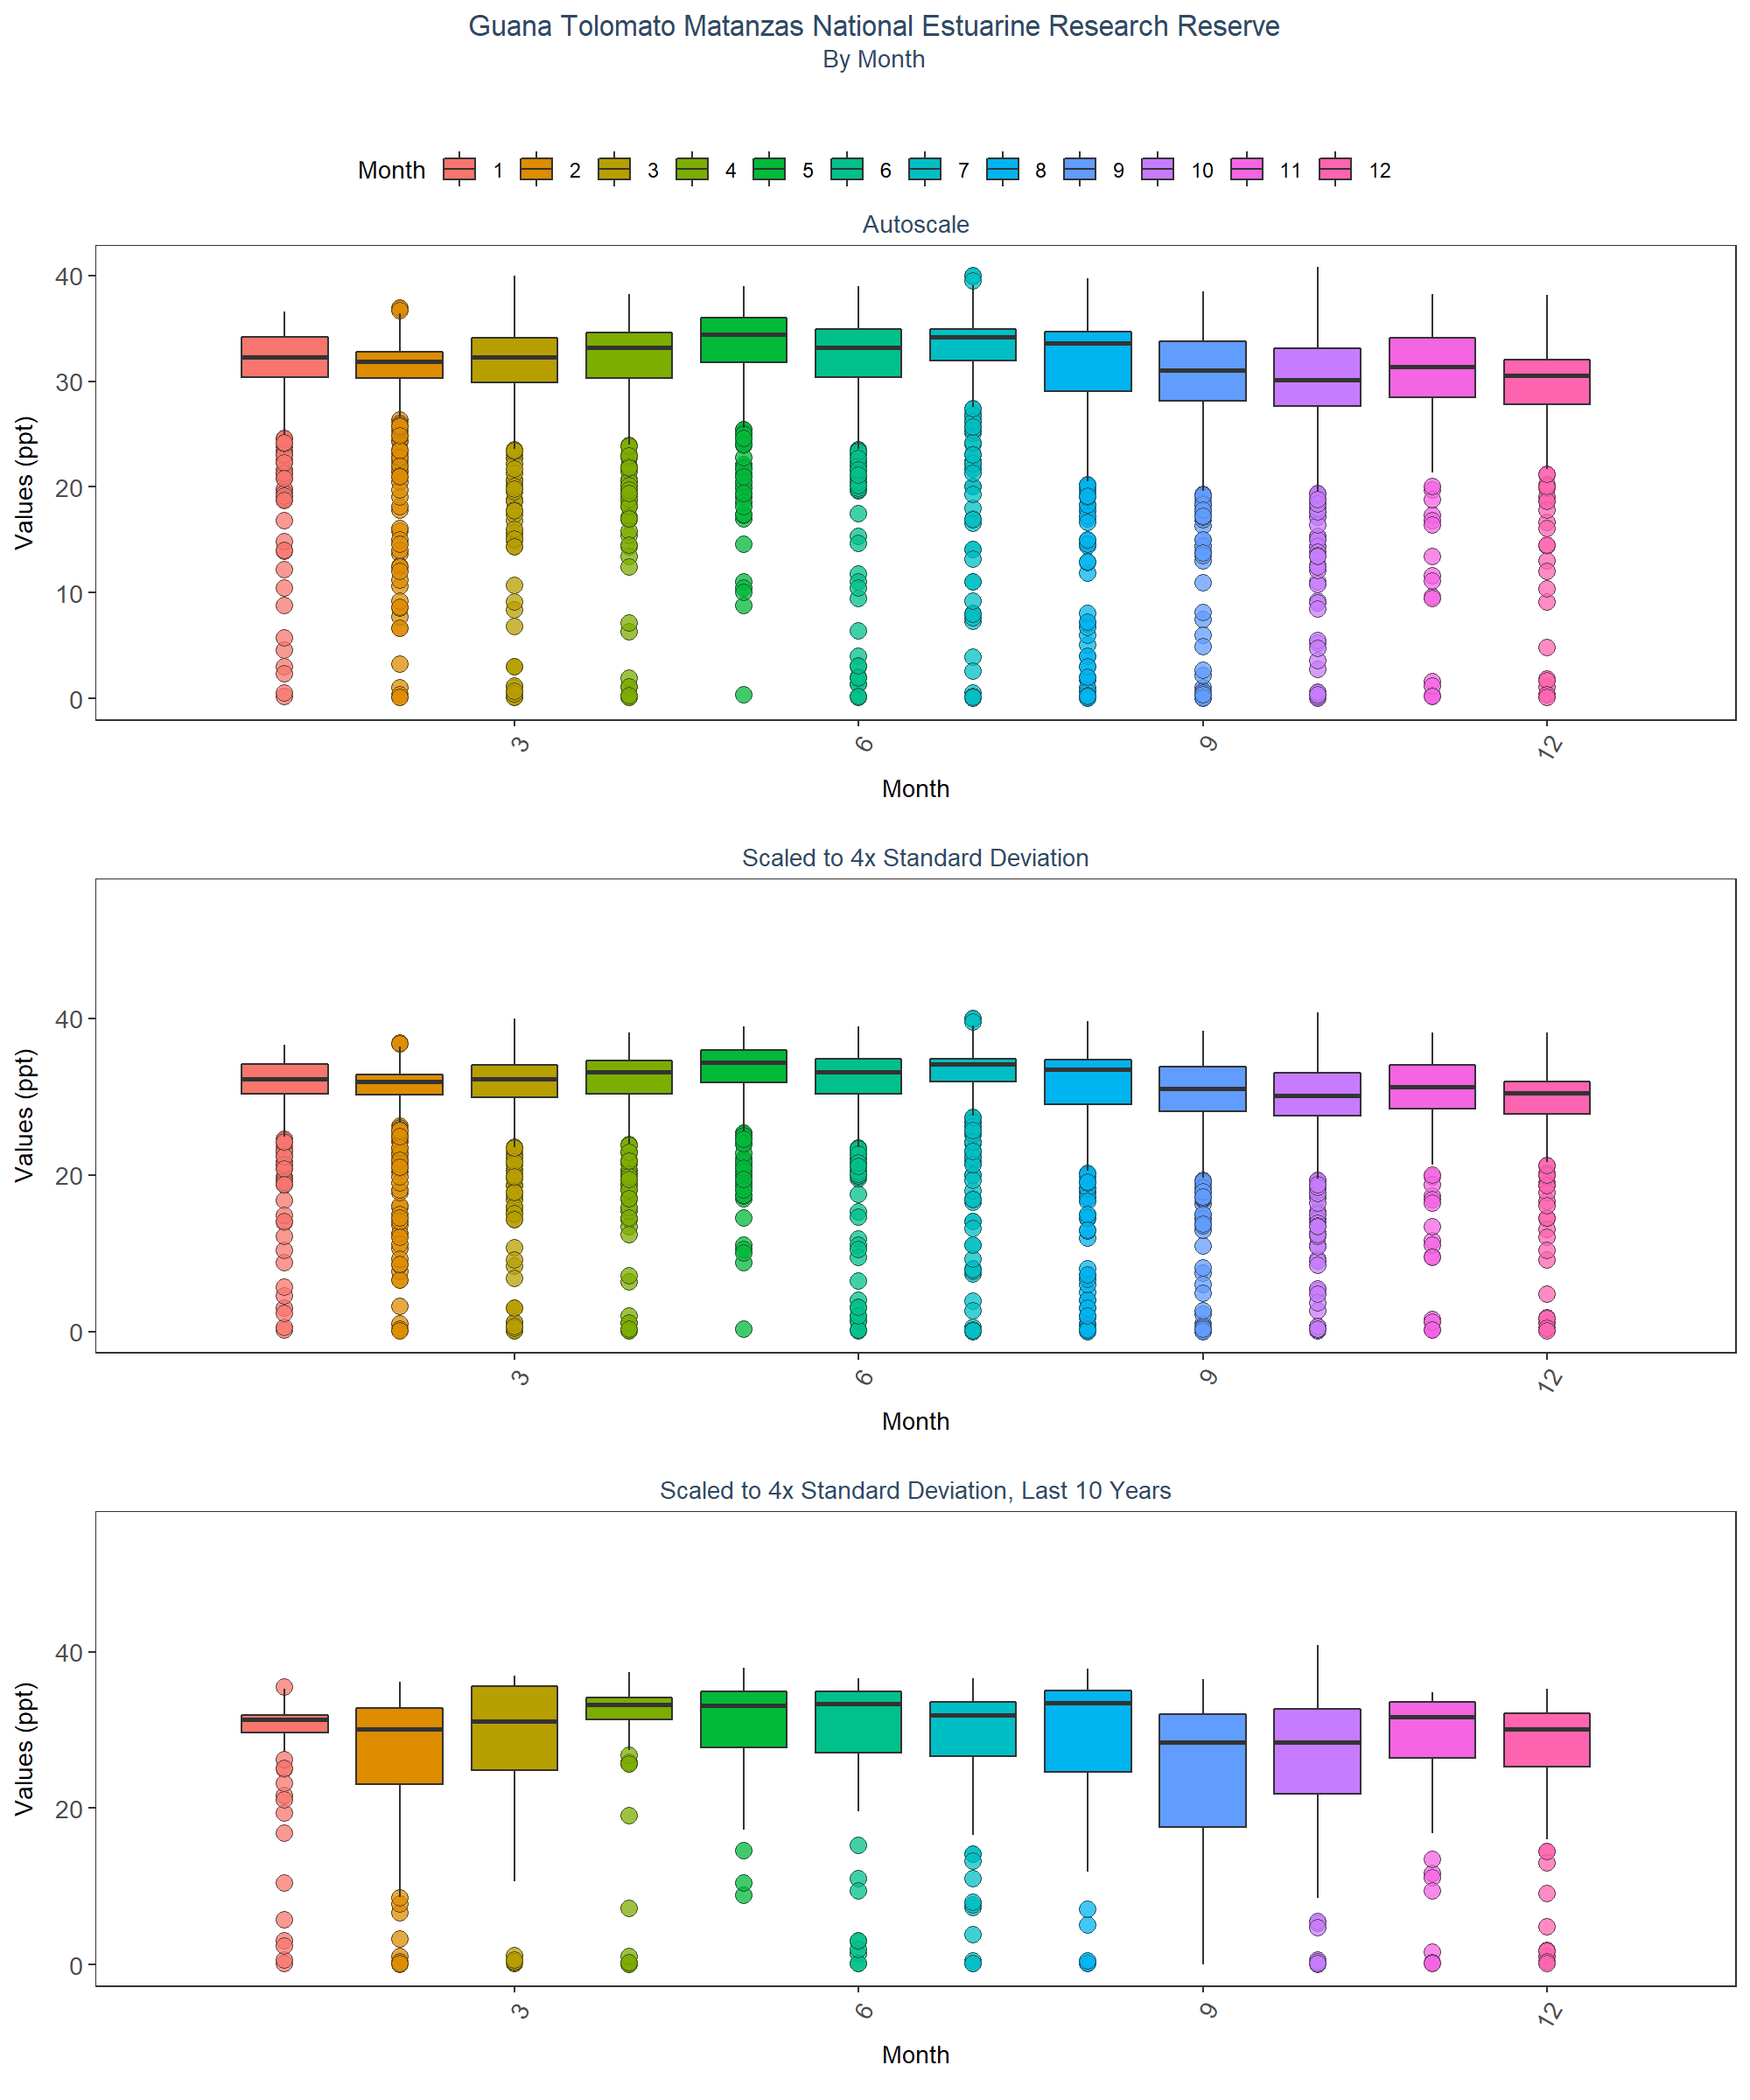 Guana Tolomato Matanzas National Estuarine Research Reserve
By Month
Month 1 2 3 4 5 6 7 8 9 10 11 12
Autoscale
Values (ppt)
40
30
20
10
0
3 6 9 12
Month
Scaled to 4x Standard Deviation
Values (ppt)
40
20
0
3 6 9 12
Month
Scaled to 4x Standard Deviation, Last 10 Years
Values (ppt)
40
20
0
3 6 9 12
Month